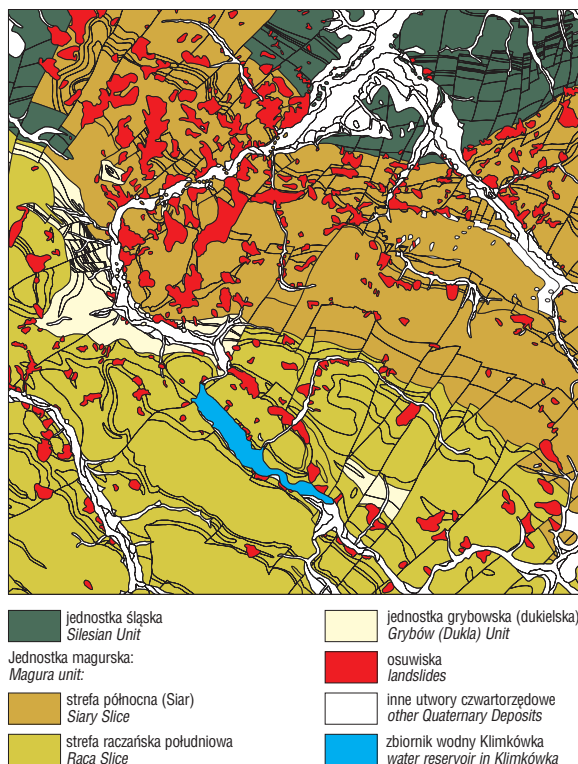 jednostka śląska
Silesian Unit
Jednostka magurska:
Magura unit:
strefa północna (Siar)
Siary Slice
strefa raczańska południowa
Raca Slice
jednostka grybowska (dukielska)
Grybów (Dukla) Unit
osuwiska
landslides
inne utwory czwartorzędowe
other Quaternary Deposits
zbiornik wodny Klimkówka
water reservoir in Klimkówka